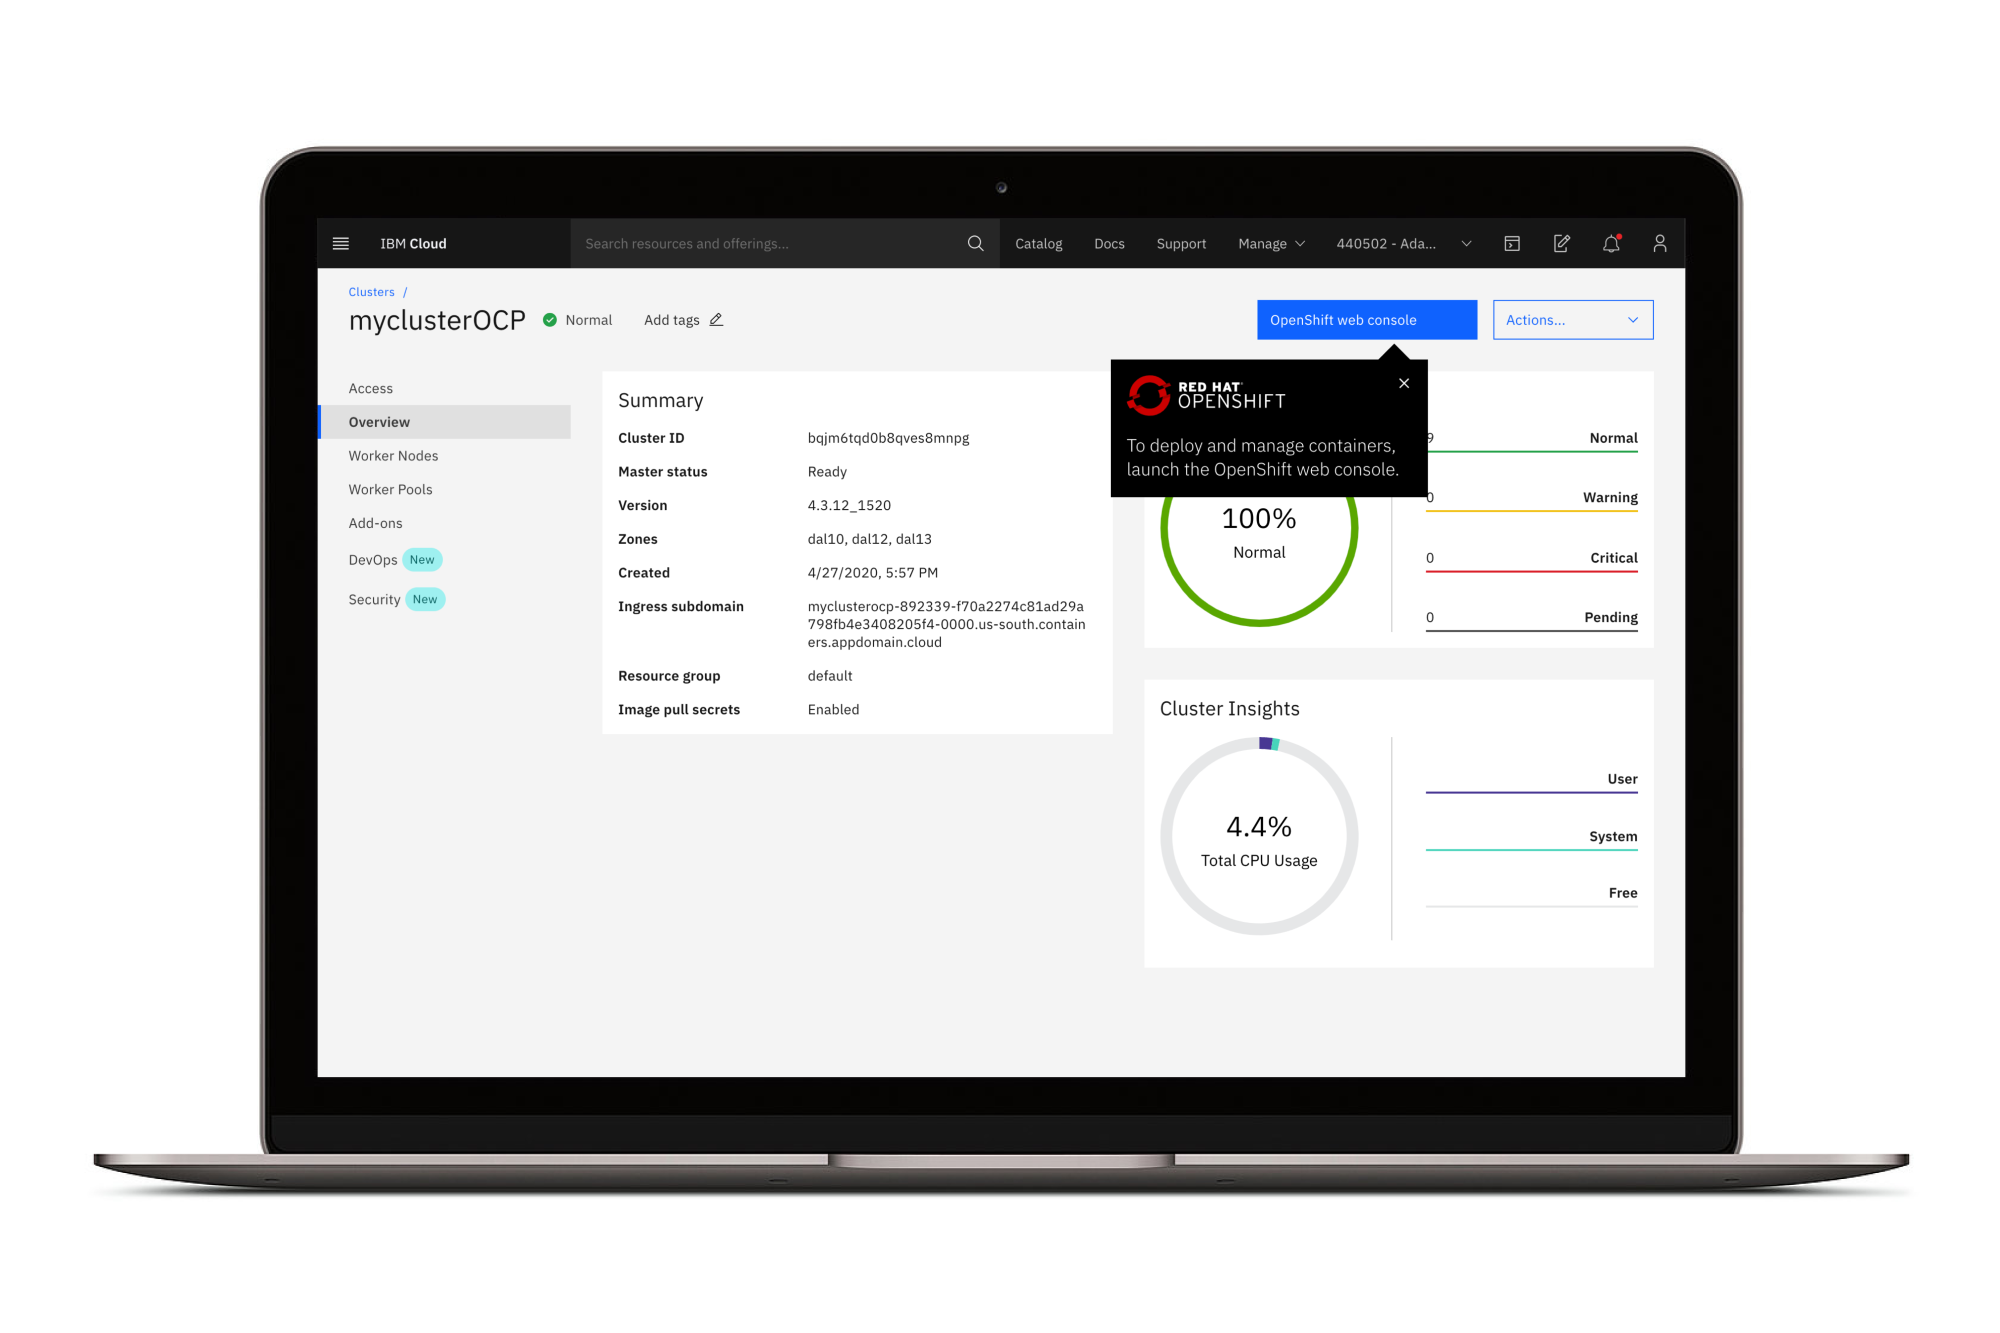 IBM Cloud
Search resources and offerings...
Catalog
Docs
Support
Manage
440502 - Ada...
Clusters /
myclusterOCP
Normal
Add tags
OpenShift web console
Actions...
Access
Overview
Worker Nodes
Worker Pools
Add-ons
DevOps New
Security New
Summary
Cluster ID bqjm6tqd0b8qves8mnpg
Master status Ready
Version 4.3.12_1520
Zones dal10, dal12, dal13
Created 4/27/2020, 5:57 PM
Ingress subdomain myclusterocp-892339-f70a2274c81ad29a
798fb4e3408205f4-0000.us-south.contain
ers.appdomain.cloud
Resource group default
Image pull secrets Enabled
RED HAT
OPENSHIFT
To deploy and manage containers,
launch the OpenShift web console.
100%
Normal
9 Normal
0 Warning
0 Critical
0 Pending
Cluster Insights
4.4%
Total CPU Usage
User
System
Free